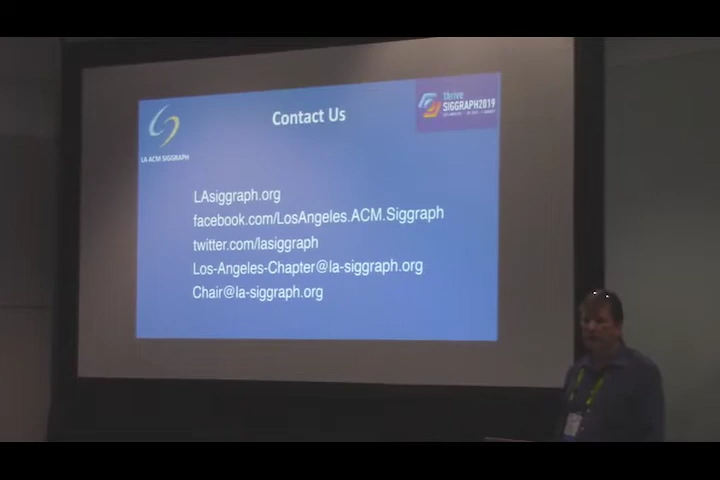 Contact Us
Thrive
SIGGRAPH2019
LA ACM SIGGRAPH
LAsiggraph.org
facebook.com/LosAngeles.ACM.Siggraph
twitter.com/lasiggraph
Los-Angeles-Chapter@la-siggraph.org
Chair@la-siggraph.org